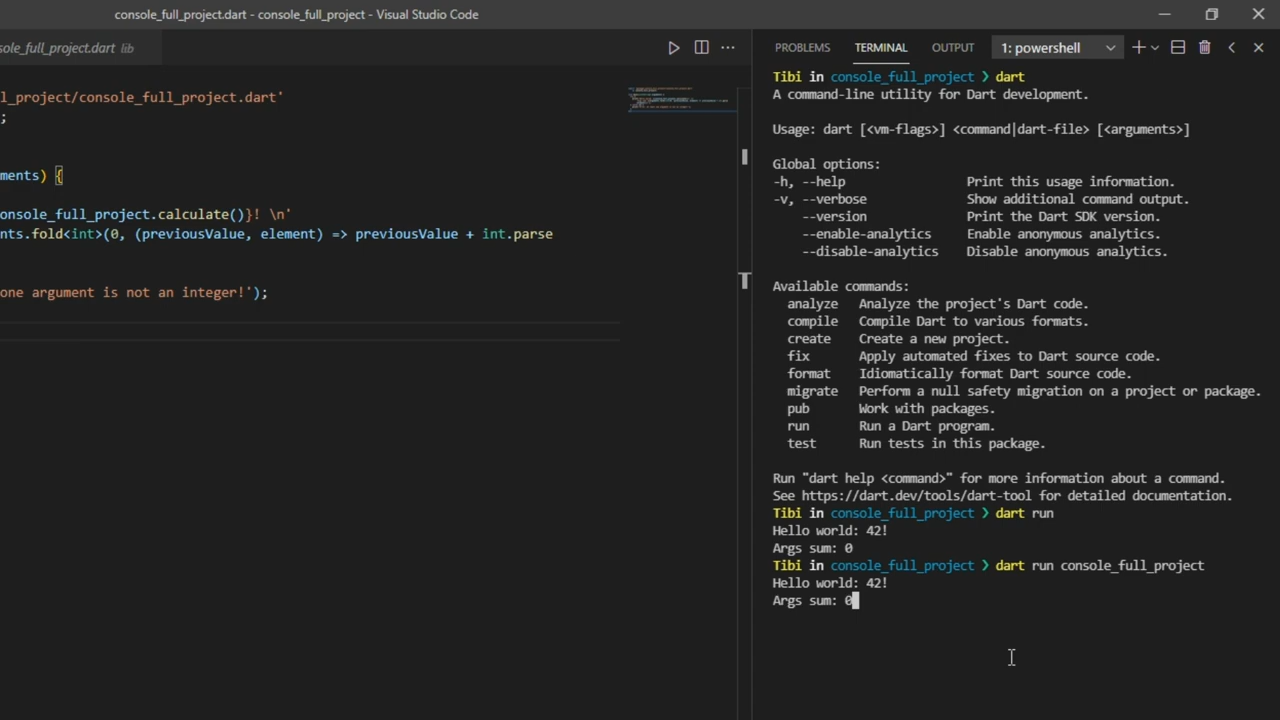 console_full_project.dart - console_full_project - Visual Studio Code
sole_full_project.dart lib
l_project/console_full_project.dart'
;
ments) {
onsole_full_project.calculate()}! \n'
nts.fold<int>(0, (previousValue, element) => previousValue + int.parse
one argument is not an integer!');
PROBLEMS TERMINAL OUTPUT 1: powershell
Tibi in console_full_project ❯ dart
A command-line utility for Dart development.
Usage: dart [<vm-flags>] <command|dart-file> [<arguments>]
Global options:
-h, --help Print this usage information.
-v, --verbose Show additional command output.
--version Print the Dart SDK version.
--enable-analytics Enable anonymous analytics.
--disable-analytics Disable anonymous analytics.
Available commands:
analyze Analyze the project's Dart code.
compile Compile Dart to various formats.
create Create a new project.
fix Apply automated fixes to Dart source code.
format Idiomatically format Dart source code.
migrate Perform a null safety migration on a project or package.
pub Work with packages.
run Run a Dart program.
test Run tests in this package.
Run "dart help <command>" for more information about a command.
See https://dart.dev/tools/dart-tool for detailed documentation.
Tibi in console_full_project ❯ dart run
Hello world: 42!
Args sum: 0
Tibi in console_full_project ❯ dart run console_full_project
Hello world: 42!
Args sum: 0